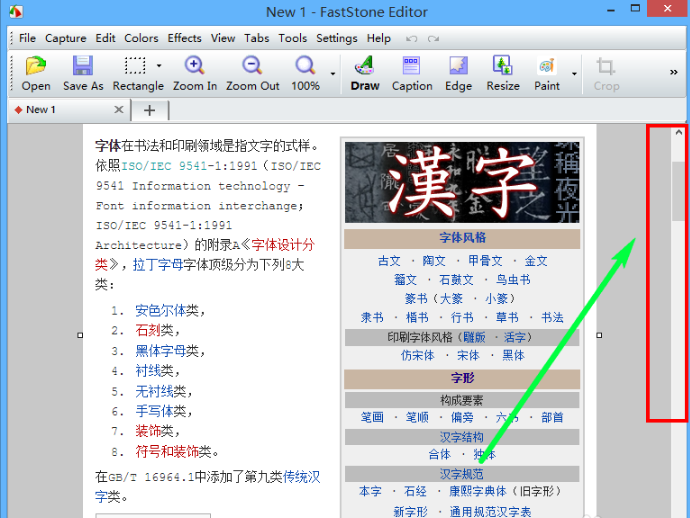 New 1 - FastStone Editor
File Capture Edit Colors Effects View Tabs Tools Settings Help
Open Save As Rectangle Zoom In Zoom Out 100% Draw Caption Edge Resize Paint Crop »
New 1
字体在书法和印刷领域是指文字的式样。
依照ISO/IEC 9541-1:1991（ISO/IEC
9541 Information technology -
Font information interchange；
ISO/IEC 9541-1:1991
Architecture）的附录A《字体设计分
类》，拉丁字母字体顶级分为下列8大
类：
1. 安色尔体类，
2. 石刻类，
3. 黑体字母类，
4. 衬线类，
5. 无衬线类，
6. 手写体类，
7. 装饰类，
8. 符号和装饰类。
在GB/T 16964.1中添加了第九类传统汉
字类。
漢字
字体风格
古文 · 陶文 · 甲骨文 · 金文
籀文 · 石鼓文 · 鸟虫书
篆书（大篆 · 小篆）
隶书 · 楷书 · 行书 · 草书 · 书法
印刷字体风格（雕版 · 活字）
仿宋体 · 宋体 · 黑体
字形
构成要素
笔画 · 笔顺 · 偏旁 · 六书 · 部首
汉字结构
合体 · 独体
汉字规范
本字 · 石经 · 康熙字典体（旧字形）
新字形 · 通用规范汉字表